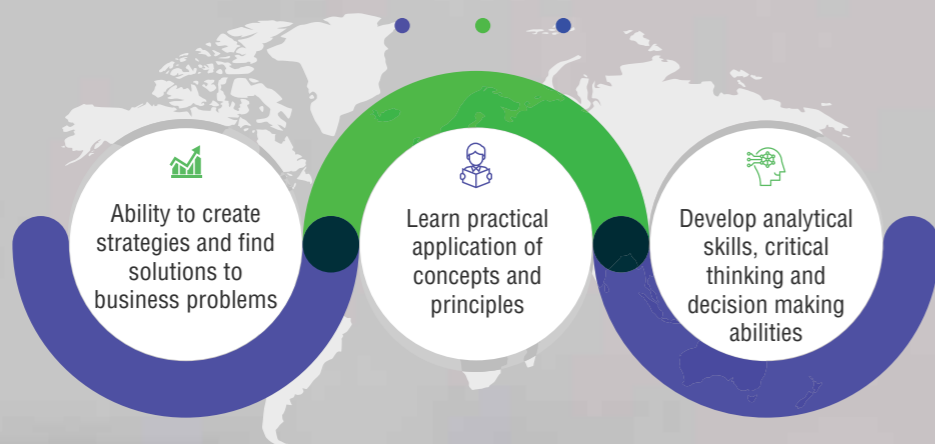 Ability to create
strategies and find
solutions to
business problems
Learn practical
application of
concepts and
principles
Develop analytical
skills, critical
thinking and
decision making
abilities